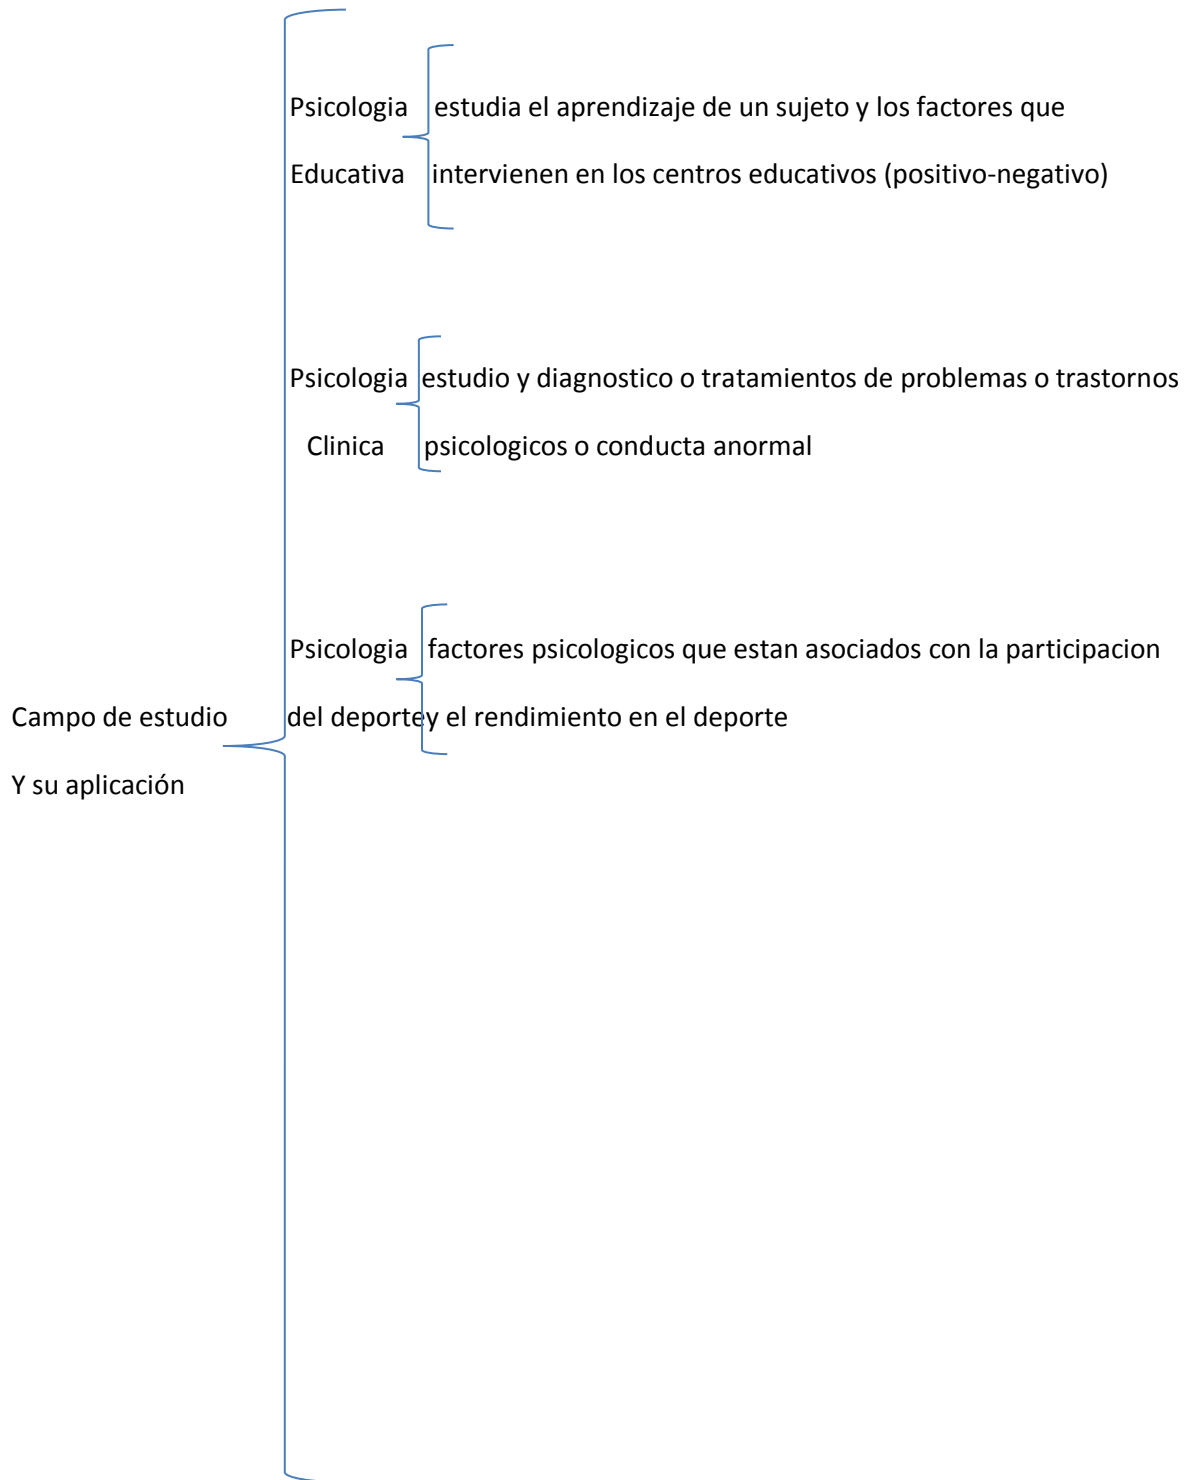 Psicologia estudia el aprendizaje de un sujeto y los factores que
Educativa intervienen en los centros educativos (positivo-negativo)
Psicologia estudio y diagnostico o tratamientos de problemas o trastornos
Clinica psicologicos o conducta anormal
Psicologia factores psicologicos que estan asociados con la participacion
Campo de estudio del deportey el rendimiento en el deporte
Y su aplicación